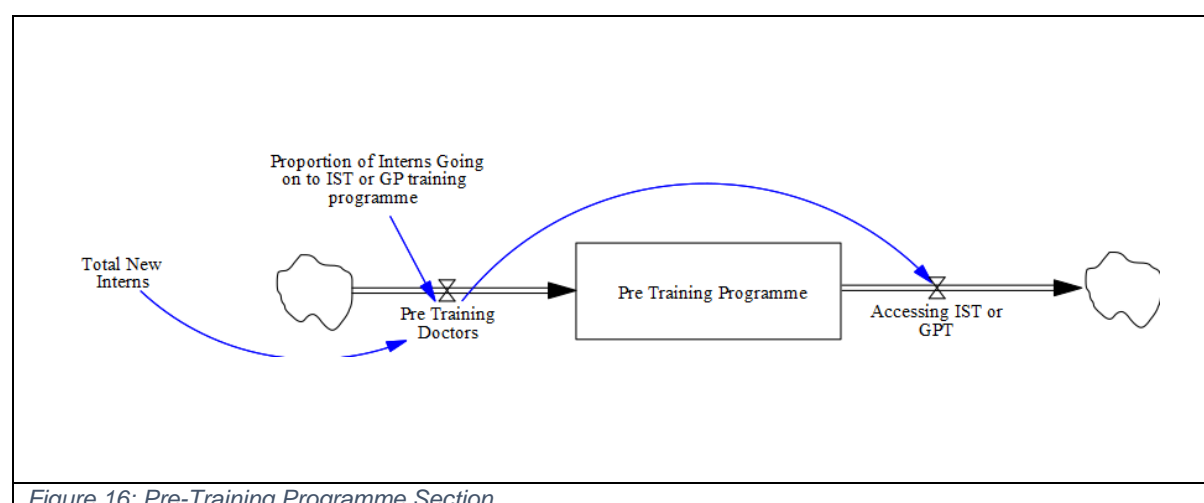 Proportion of Interns Going
on to IST or GP training
programme
Total New
Interns
Pre Training
Doctors
Pre Training Programme
Accessing IST or
GPT
Figure 16: Pre-Training Programme Section